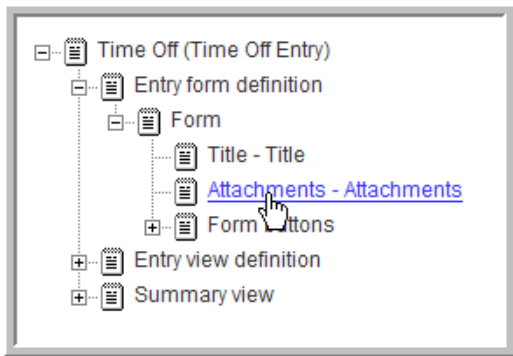 Time Off (Time Off Entry)
Entry form definition
Form
Title - Title
Attachments - Attachments
Form buttons
Entry view definition
Summary view